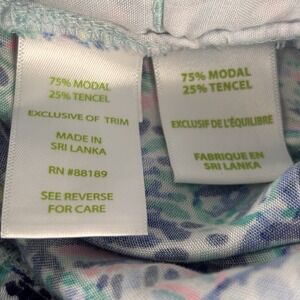 75% MODAL
25% TENCEL
EXCLUSIVE OF TRIM
MADE IN
SRI LANKA
RN #88189
SEE REVERSE
FOR CARE
75% MODAL
25% TENCEL
EXCLUSIF DE L'ÉQUILIBRE
FABRIQUE EN
SRI LANKA